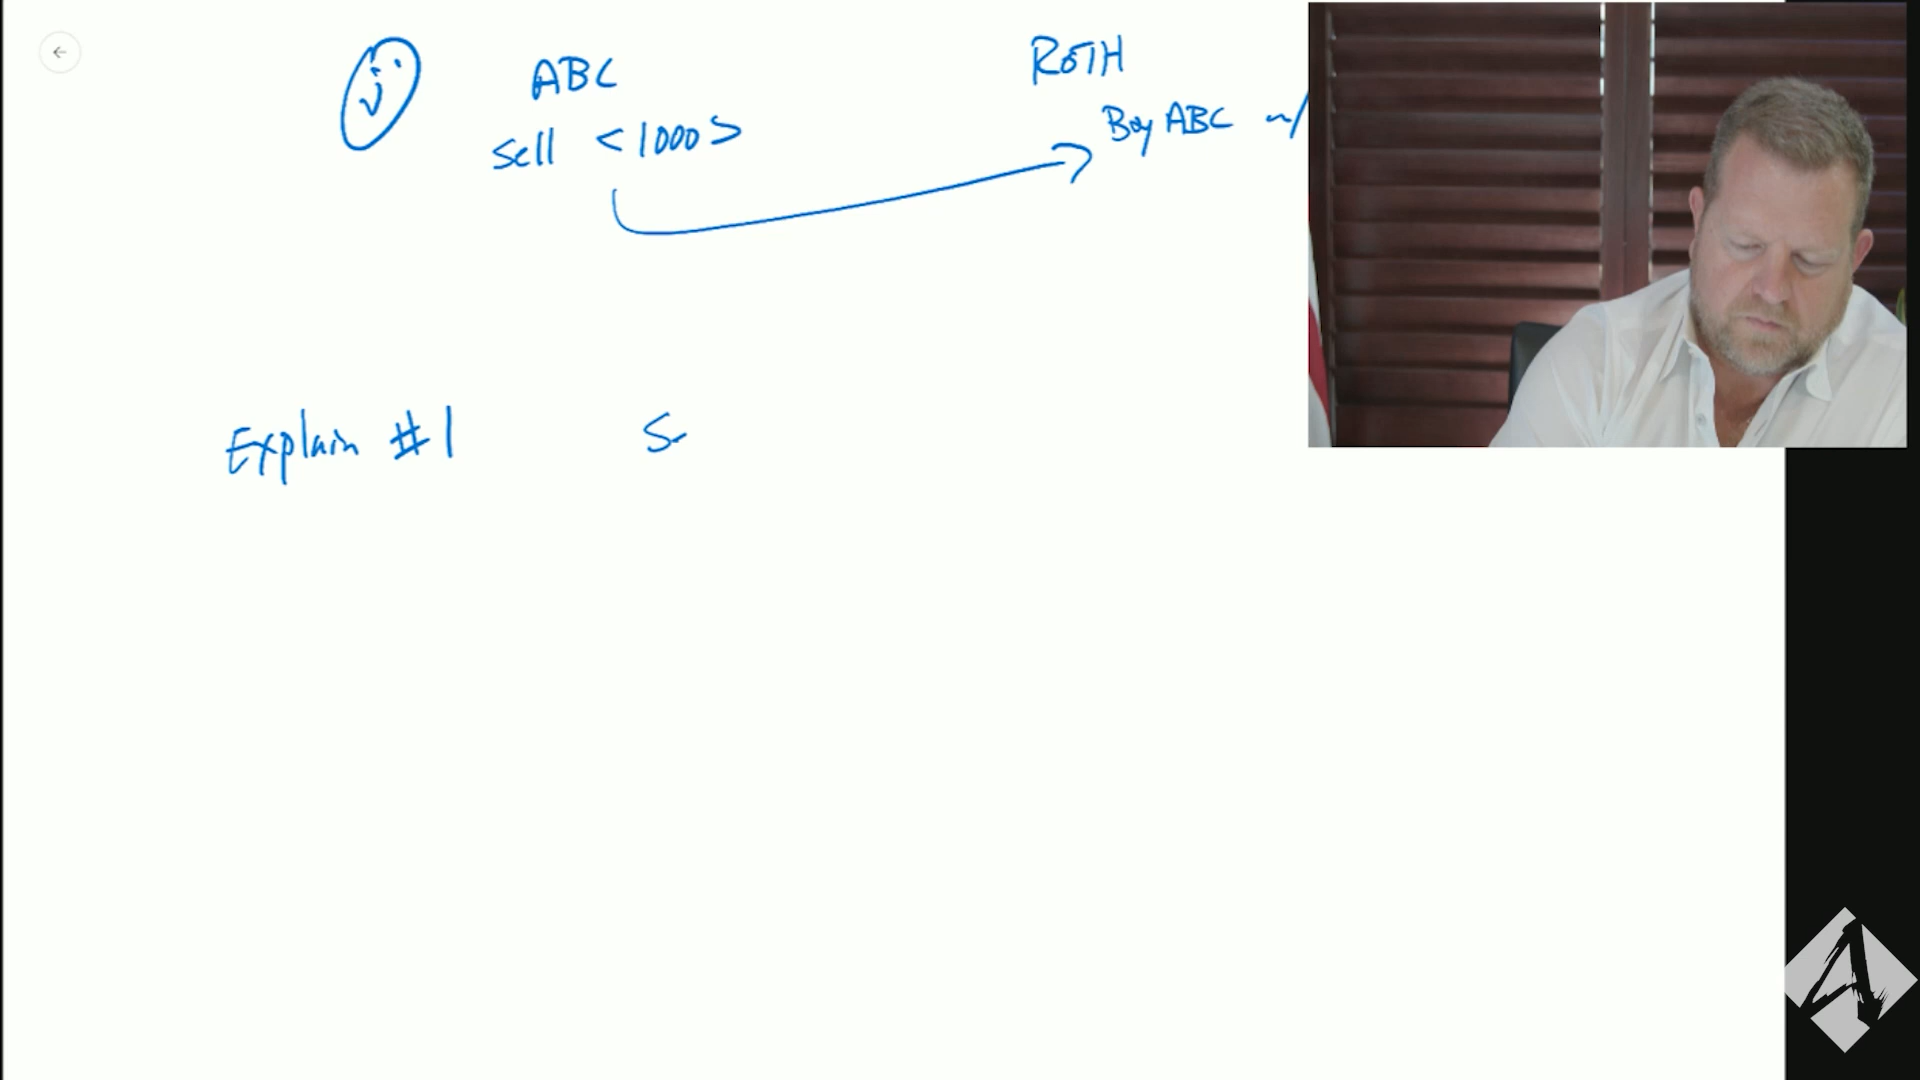 ABC
Sell <1000>
ROTH
Buy ABC w/
Explain #1
S